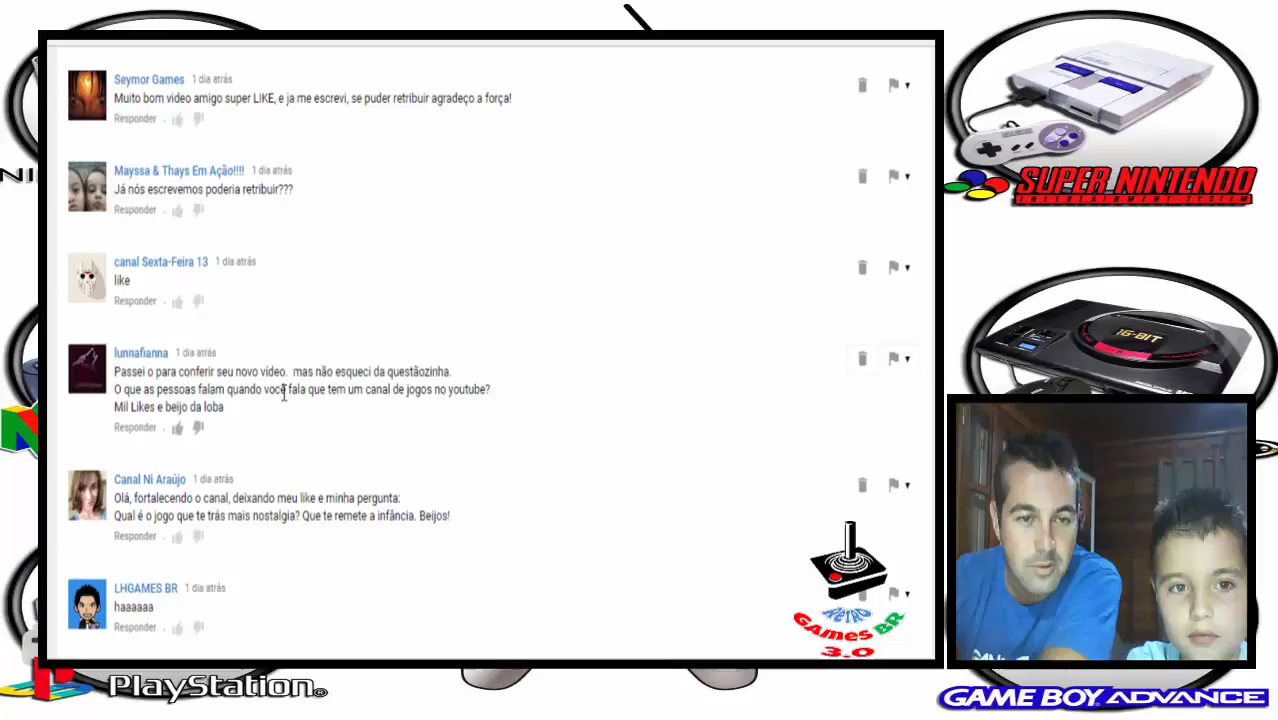 Seymor Games 1 dia atrás
Muito bom video amigo super LIKE, e ja me escrevi, se puder retribuir agradeço a força!
Responder
Mayssa & Thays Em Ação!!!! 1 dia atrás
Já nós escrevemos poderia retribuir???
Responder
canal Sexta-Feira 13 1 dia atrás
like
Responder
lunnafianna 1 dia atrás
Passei o para conferir seu novo vídeo. mas não esqueci da questãozinha.
O que as pessoas falam quando você fala que tem um canal de jogos no youtube?
Mil Likes e beijo da loba
Responder
Canal Ni Araújo 1 dia atrás
Olá, fortalecendo o canal, deixando meu like e minha pergunta:
Qual é o jogo que te trás mais nostalgia? Que te remete a infância. Beijos!
Responder
LHGAMES BR 1 dia atrás
haaaaaa
Responder
RETRO
GAMES BR
3.0
SUPER NINTENDO
ENTERTAINMENT SYSTEM
16-BIT
PlayStation®
GAME BOY ADVANCE